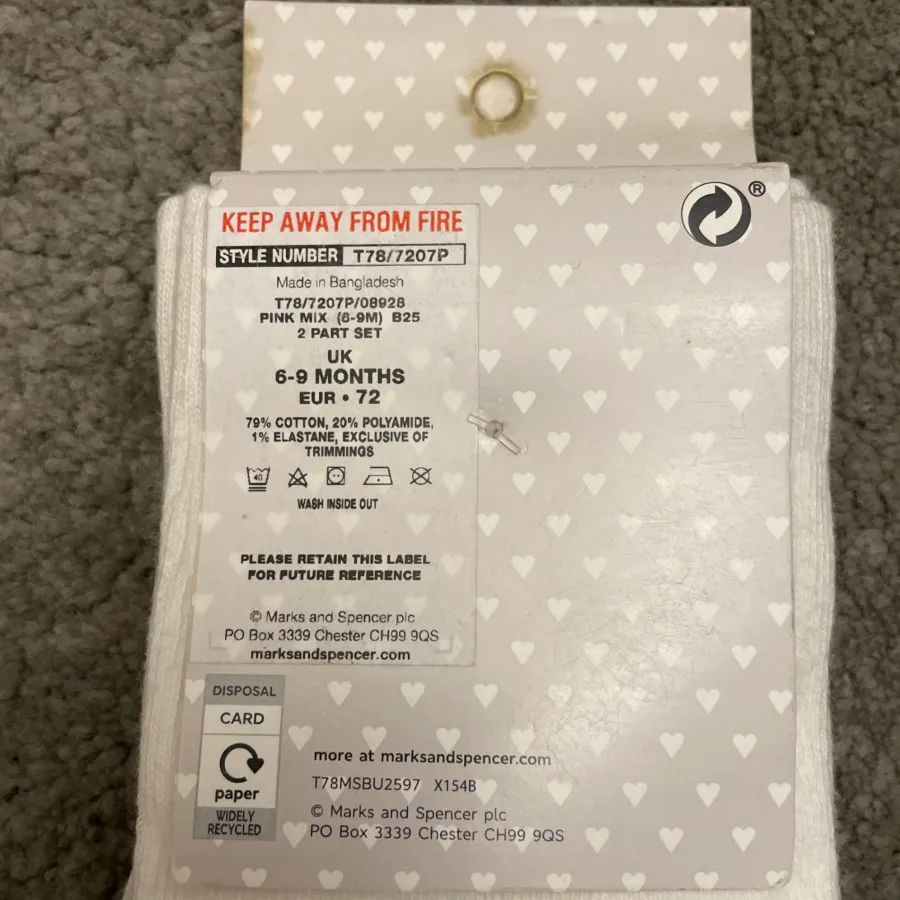 ®
KEEP AWAY FROM FIRE
STYLE NUMBER T78/7207P
Made in Bangladesh
T78/7207P/08928
PINK MIX (6-9M) B25
2 PART SET
UK
6-9 MONTHS
EUR • 72
79% COTTON, 20% POLYAMIDE,
1% ELASTANE, EXCLUSIVE OF
TRIMMINGS
40
WASH INSIDE OUT
PLEASE RETAIN THIS LABEL
FOR FUTURE REFERENCE
© Marks and Spencer plc
PO Box 3339 Chester CH99 9QS
marksandspencer.com
DISPOSAL
CARD
paper
WIDELY
RECYCLED
more at marksandspencer.com
T78MSBU2597 X154B
© Marks and Spencer plc
PO Box 3339 Chester CH99 9QS